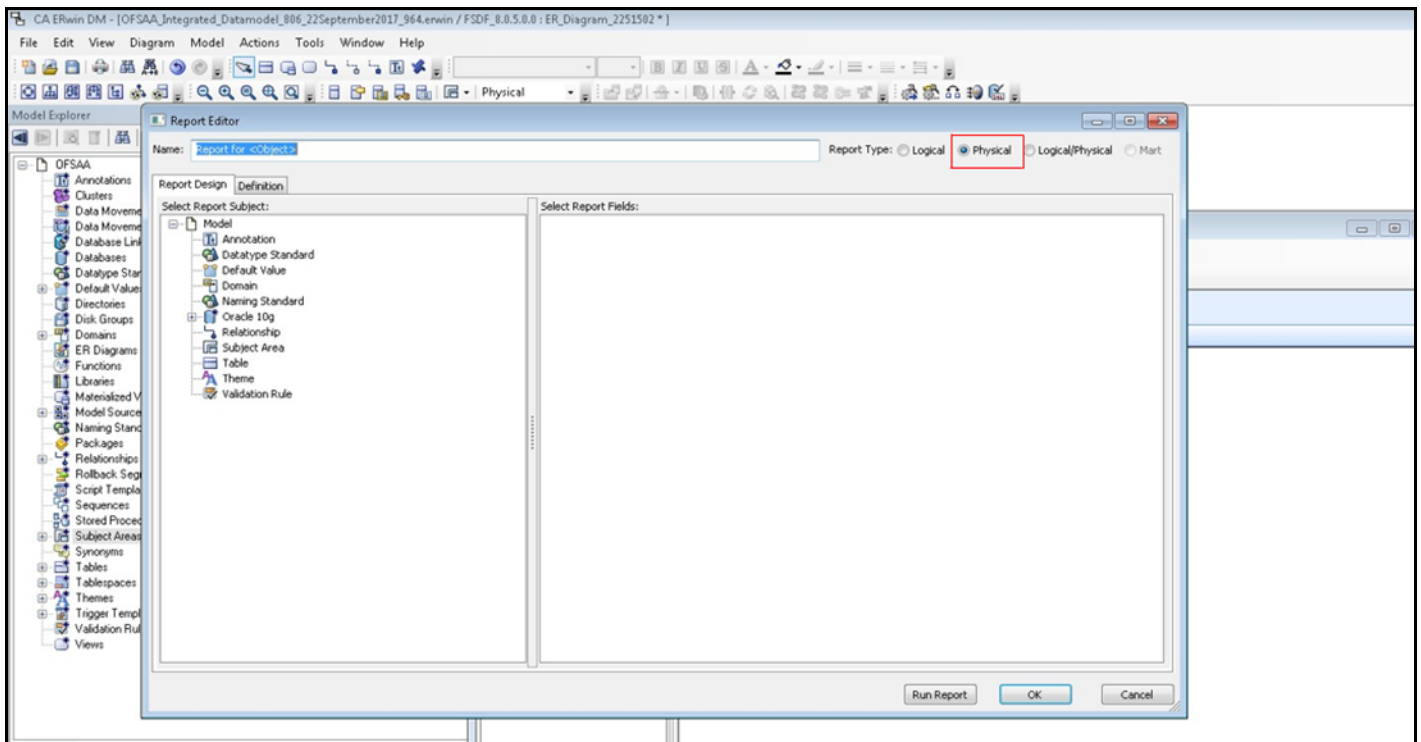 CA ERwin DM - [OFSAA_Integrated_Datamodel_806_22September2017_964.erwin / FSDF_8.0.5.0.0 : ER_Diagram_2251502 * ]
File Edit View Diagram Model Actions Tools Window Help
Physical
Model Explorer
OFSAA
Annotations
Clusters
Data Moveme
Data Moveme
Database Link
Databases
Datatype Star
Default Value
Directories
Disk Groups
Domains
ER Diagrams
Functions
Libraries
Materialized V
Model Source
Naming Stand
Packages
Relationships
Rollback Seg
Script Templa
Sequences
Stored Proced
Subject Areas
Synonyms
Tables
Tablespaces
Themes
Trigger Templ
Validation Rul
Views
Report Editor
Name: Report for <Object> Report Type: Logical Physical Logical/Physical Mart
Report Design Definition
Select Report Subject: Select Report Fields:
Model
Annotation
Datatype Standard
Default Value
Domain
Naming Standard
Oracle 10g
Relationship
Subject Area
Table
Theme
Validation Rule
Run Report OK Cancel